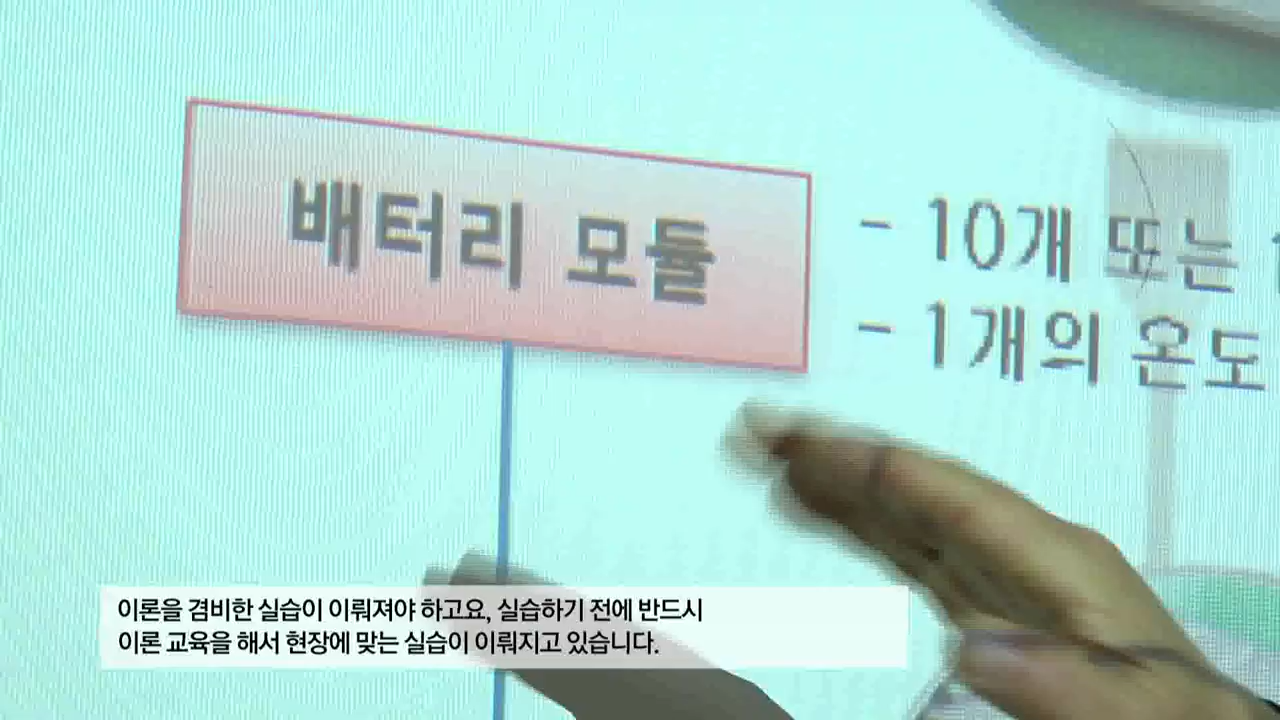 배터리 모듈
- 10개 또는
- 1개의 온도
이론을 겸비한 실습이 이뤄져야 하고요, 실습하기 전에 반드시
이론 교육을 해서 현장에 맞는 실습이 이뤄지고 있습니다.